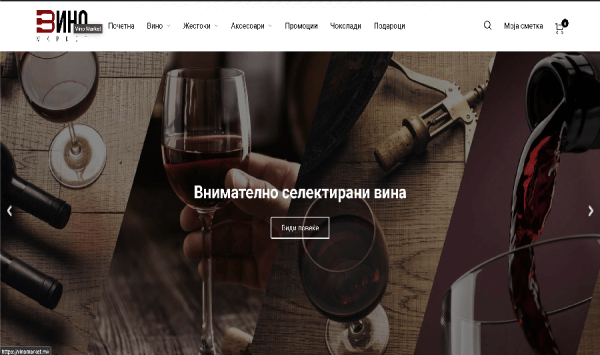 ВИНО
Vino Market
Почетна Вино Жестоки Аксесоари Промоции Чоколади Подароци
Моја сметка 0
Внимателно селектирани вина
Види повеќе
https://vinomarket.mk